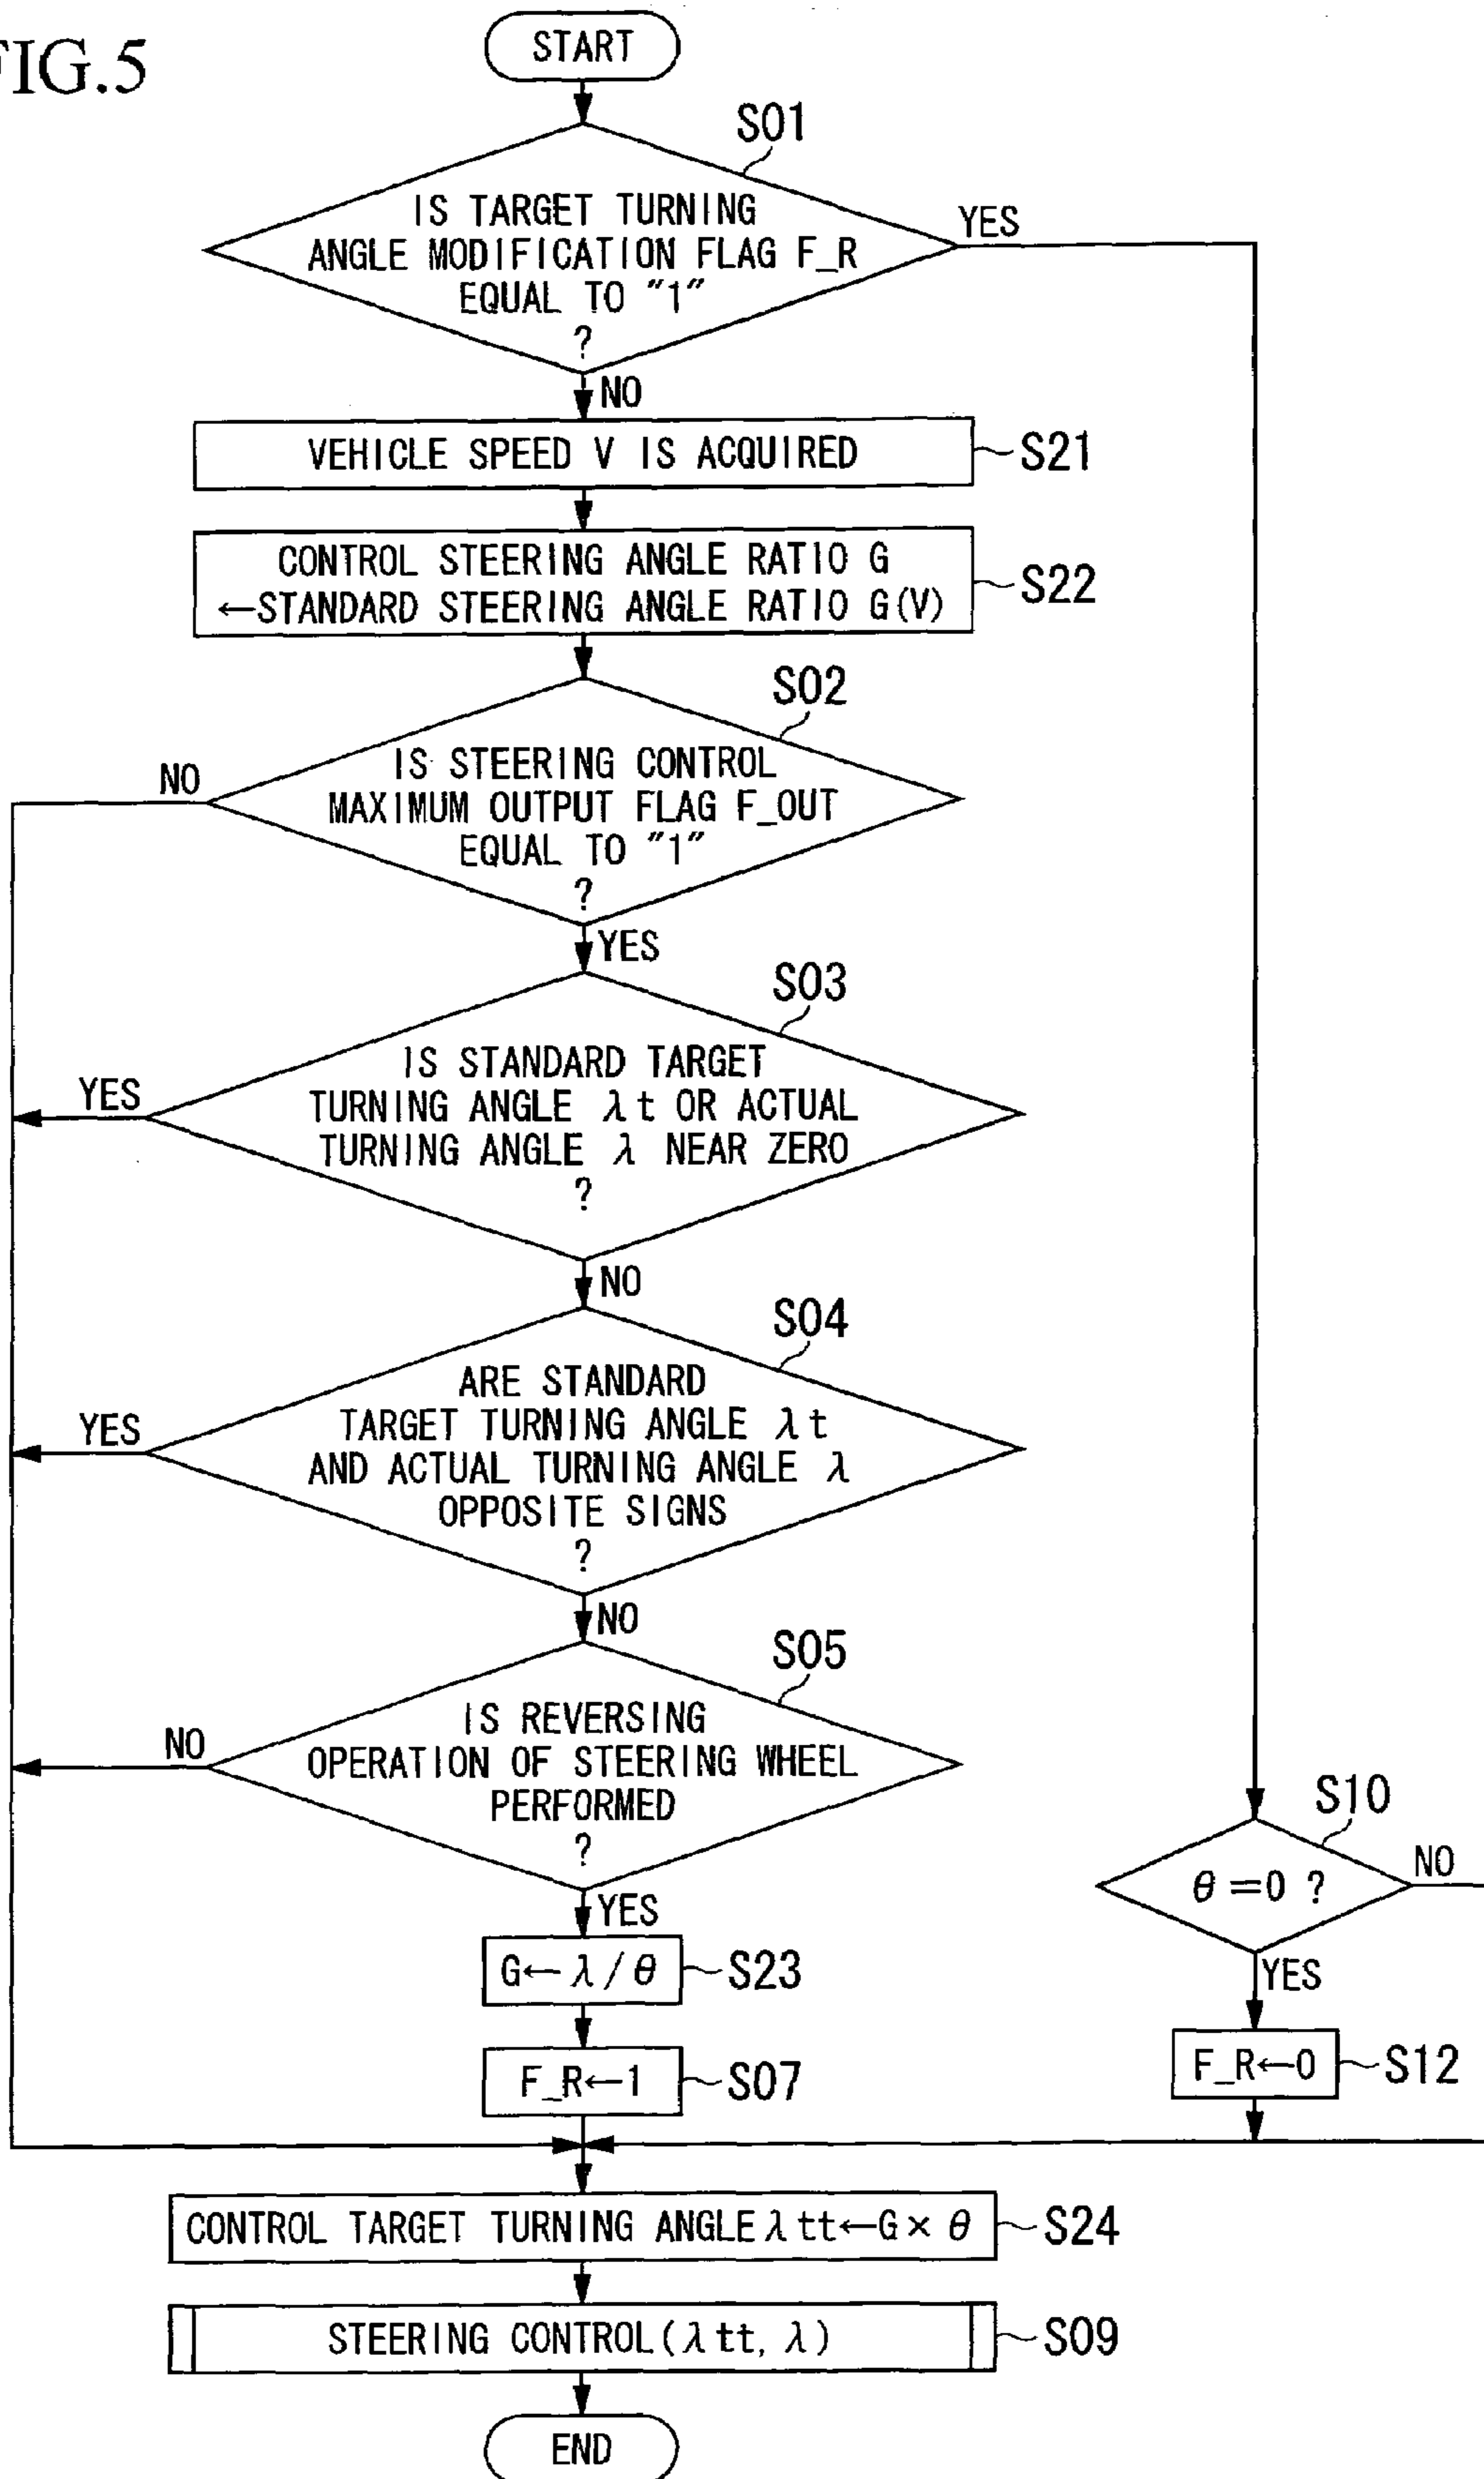 FIG.5
START
S01
IS TARGET TURNING
ANGLE MODIFICATION FLAG F_R
EQUAL TO "1"
?
YES
NO
VEHICLE SPEED V IS ACQUIRED
S21
CONTROL STEERING ANGLE RATIO G
←STANDARD STEERING ANGLE RATIO G(V)
S22
S02
IS STEERING CONTROL
MAXIMUM OUTPUT FLAG F_OUT
EQUAL TO "1"
?
NO
YES
S03
IS STANDARD TARGET
TURNING ANGLE λt OR ACTUAL
TURNING ANGLE λ NEAR ZERO
?
YES
NO
S04
ARE STANDARD
TARGET TURNING ANGLE λt
AND ACTUAL TURNING ANGLE λ
OPPOSITE SIGNS
?
YES
NO
S05
IS REVERSING
OPERATION OF STEERING WHEEL
PERFORMED
?
NO
YES
S10
θ=0 ?
NO
YES
G←λ/θ
S23
F_R←1
S07
F_R←0
S12
CONTROL TARGET TURNING ANGLE λtt←G×θ
S24
STEERING CONTROL(λtt, λ)
S09
END